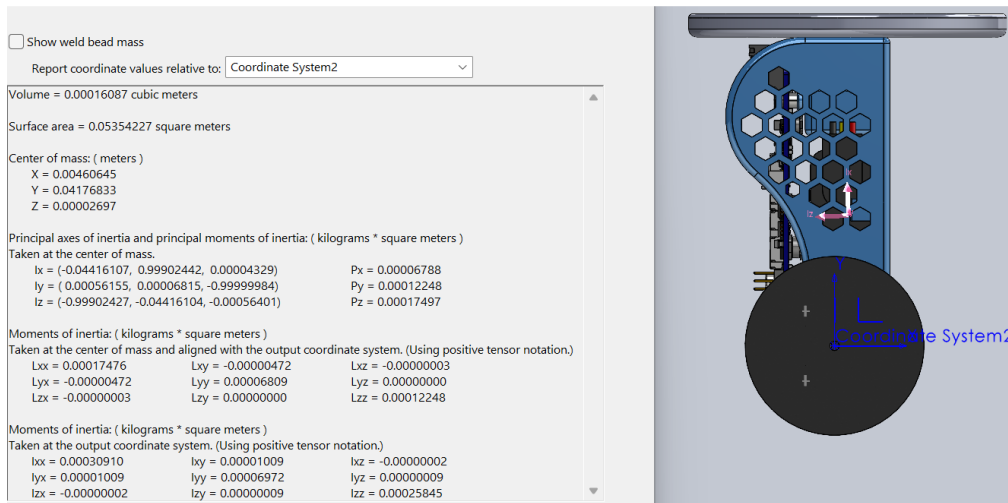 Show weld bead mass
Report coordinate values relative to: Coordinate System2
Volume = 0.00016087 cubic meters
Surface area = 0.05354227 square meters
Center of mass: ( meters )
X = 0.00460645
Y = 0.04176833
Z = 0.00002697
Principal axes of inertia and principal moments of inertia: ( kilograms * square meters )
Taken at the center of mass.
Ix = (-0.04416107, 0.99902442, 0.00004329) Px = 0.00006788
Iy = ( 0.00056155, 0.00006815, -0.99999984) Py = 0.00012248
Iz = (-0.99902427, -0.04416104, -0.00056401) Pz = 0.00017497
Moments of inertia: ( kilograms * square meters )
Taken at the center of mass and aligned with the output coordinate system. (Using positive tensor notation.)
Lxx = 0.00017476 Lxy = -0.00000472 Lxz = -0.00000003
Lyx = -0.00000472 Lyy = 0.00006809 Lyz = 0.00000000
Lzx = -0.00000003 Lzy = 0.00000000 Lzz = 0.00012248
Moments of inertia: ( kilograms * square meters )
Taken at the output coordinate system. (Using positive tensor notation.)
Ixx = 0.00030910 Ixy = 0.00001009 Ixz = -0.00000002
Iyx = 0.00001009 Iyy = 0.00006972 Iyz = 0.00000009
Izx = -0.00000002 Izy = 0.00000009 Izz = 0.00025845
Ix
Iz
Y
Coordinate System2